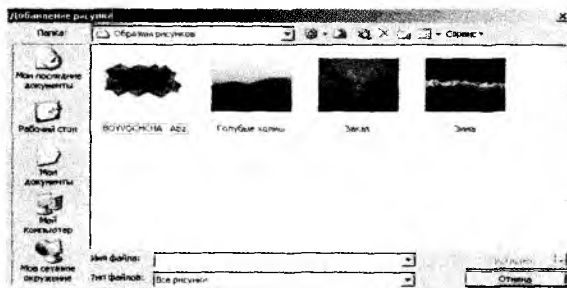 Добавление рисунка
Папка:
Образцы рисунков
Сервис
Мои последние
документы
Рабочий стол
Мои
документы
Мой
компьютер
Мое сетевое
окружение
BOYVOCHCHA
Голубые холмы
Закат
Зима
Имя файла:
Тип файлов:
Все рисунки
Отмена